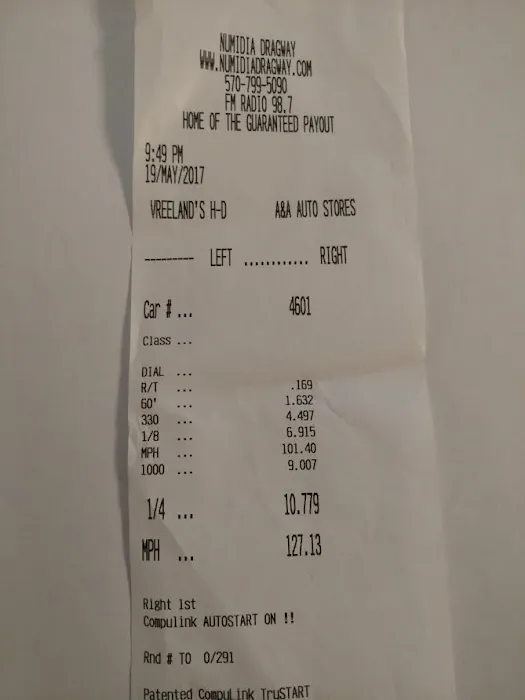 NUMIDIA DRAGWAY
WWW.NUMIDIADRAGWAY.COM
570-799-5090
FM RADIO 98.7
HOME OF THE GUARANTEED PAYOUT
9:49 PM
19/MAY/2017
VREELAND'S H-D A&A AUTO STORES
--------- LEFT ............ RIGHT
Car # ... 4601
Class ...
DIAL ...
R/T ... .169
60' ... 1.632
330 ... 4.497
1/8 ... 6.915
MPH ... 101.40
1000 ... 9.007
1/4 ... 10.779
MPH ... 127.13
Right 1st
Compulink AUTOSTART ON !!
Rnd # TO 0/291
Patented CompuLink TruSTART